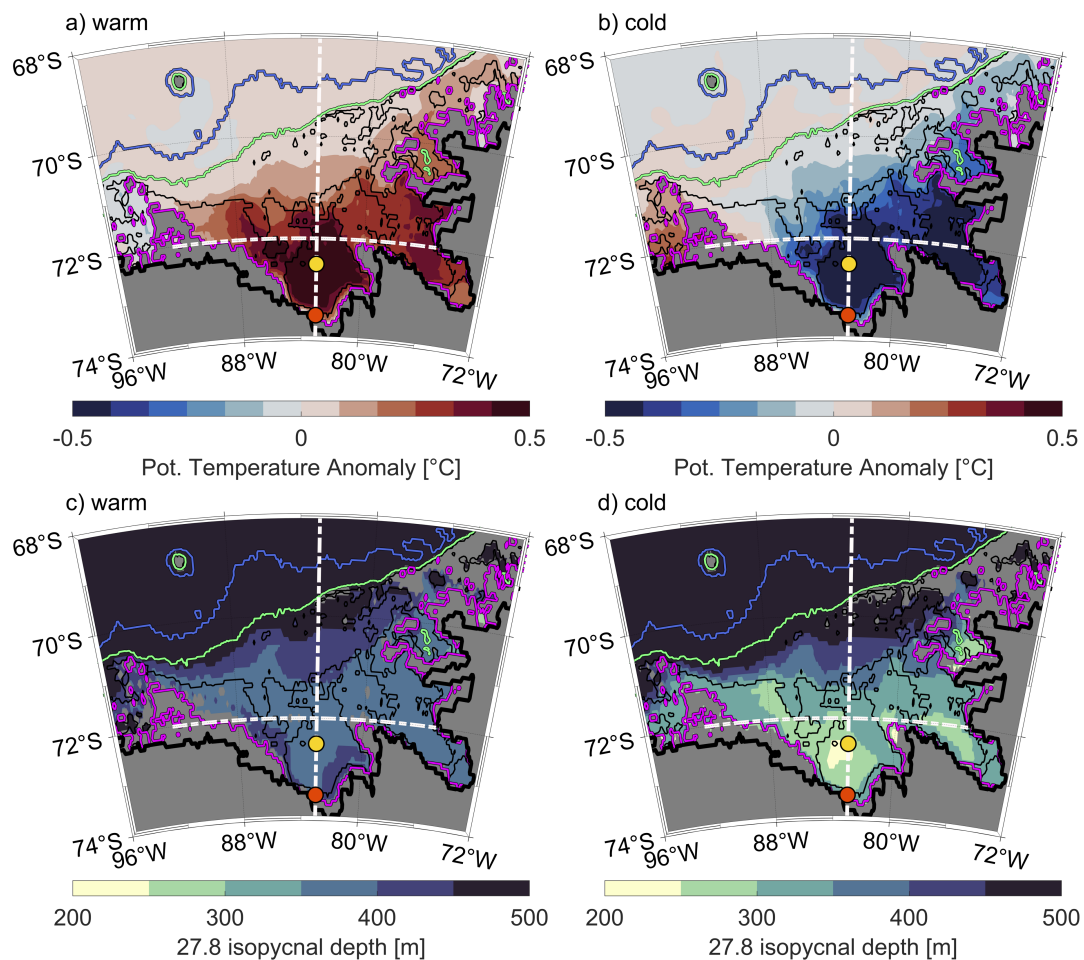 a) warm
68°S
70°S
72°S
74°S
96°W
88°W
80°W
72°W
-0.5
0
0.5
Pot. Temperature Anomaly [°C]
b) cold
68°S
70°S
72°S
74°S
96°W
88°W
80°W
72°W
-0.5
0
0.5
Pot. Temperature Anomaly [°C]
c) warm
68°S
70°S
72°S
74°S
96°W
88°W
80°W
72°W
200
300
400
500
27.8 isopycnal depth [m]
d) cold
68°S
70°S
72°S
74°S
96°W
88°W
80°W
72°W
200
300
400
500
27.8 isopycnal depth [m]